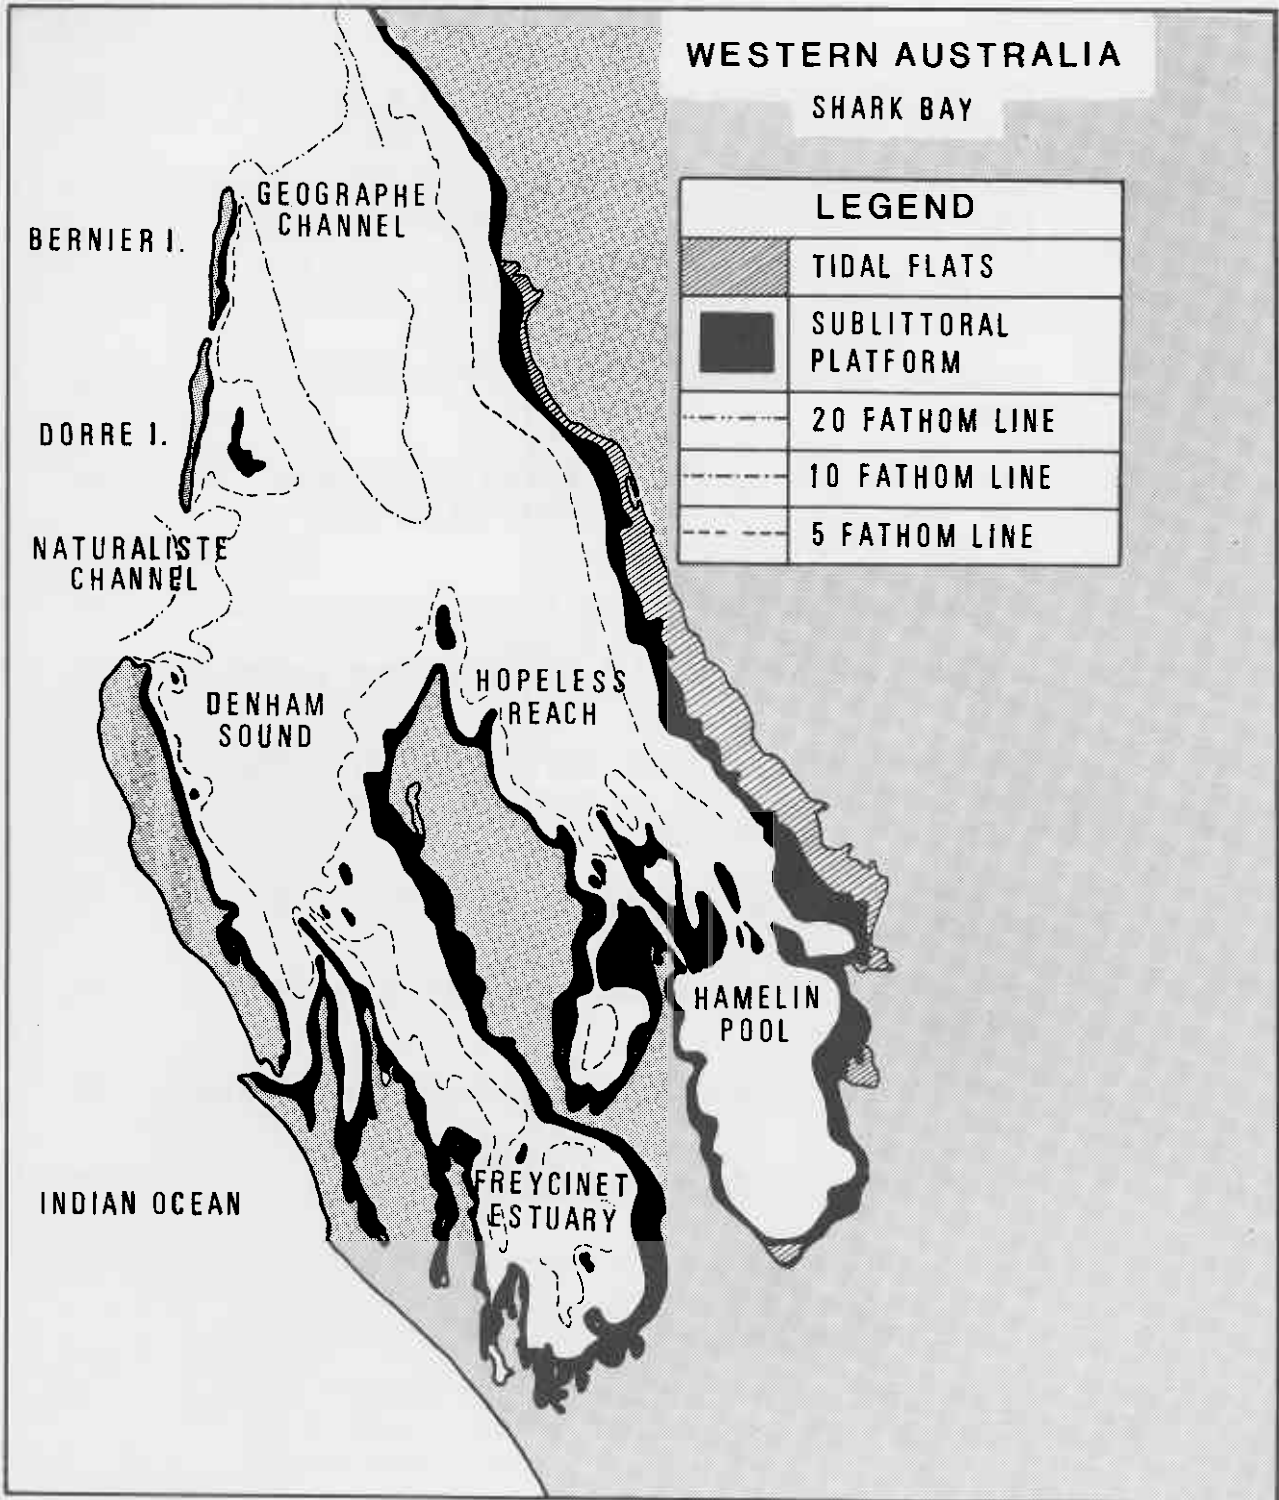 WESTERN AUSTRALIA
SHARK BAY
LEGEND
TIDAL FLATS
SUBLITTORAL
PLATFORM
20 FATHOM LINE
10 FATHOM LINE
5 FATHOM LINE
GEOGRAPHE
CHANNEL
BERNIER I.
DORRE I.
NATURALISTE
CHANNEL
DENHAM
SOUND
HOPELESS
REACH
HAMELIN
POOL
FREYCINET
ESTUARY
INDIAN OCEAN